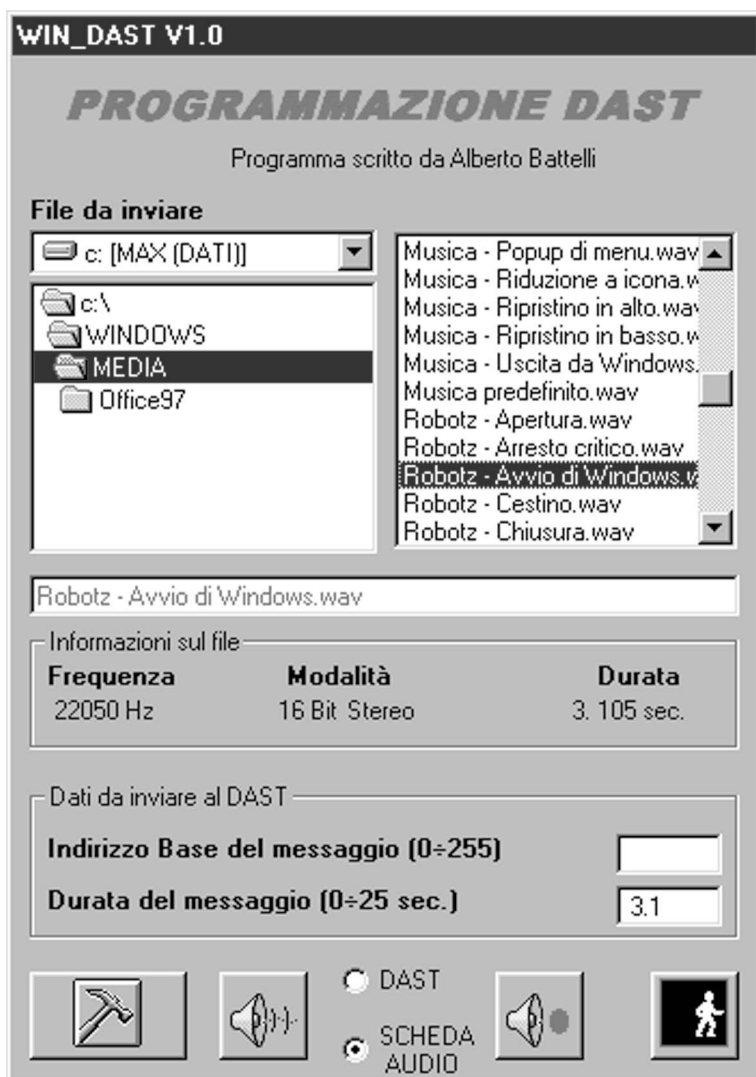 WIN_DAST V1.0
PROGRAMMAZIONE DAST
Programma scritto da Alberto Battelli
File da inviare
c: [MAX (DATI)]
c:\
WINDOWS
MEDIA
Office97
Musica - Popup di menu.wav
Musica - Riduzione a icona.w
Musica - Ripristino in alto.wav
Musica - Ripristino in basso.w
Musica - Uscita da Windows.
Musica predefinito.wav
Robotz - Apertura.wav
Robotz - Arresto critico.wav
Robotz - Avvio di Windows.w
Robotz - Cestino.wav
Robotz - Chiusura.wav
Robotz - Avvio di Windows.wav
Informazioni sul file
Frequenza Modalità Durata
22050 Hz 16 Bit Stereo 3. 105 sec.
Dati da inviare al DAST
Indirizzo Base del messaggio (0÷255)
Durata del messaggio (0÷25 sec.) 3.1
DAST
SCHEDA
AUDIO